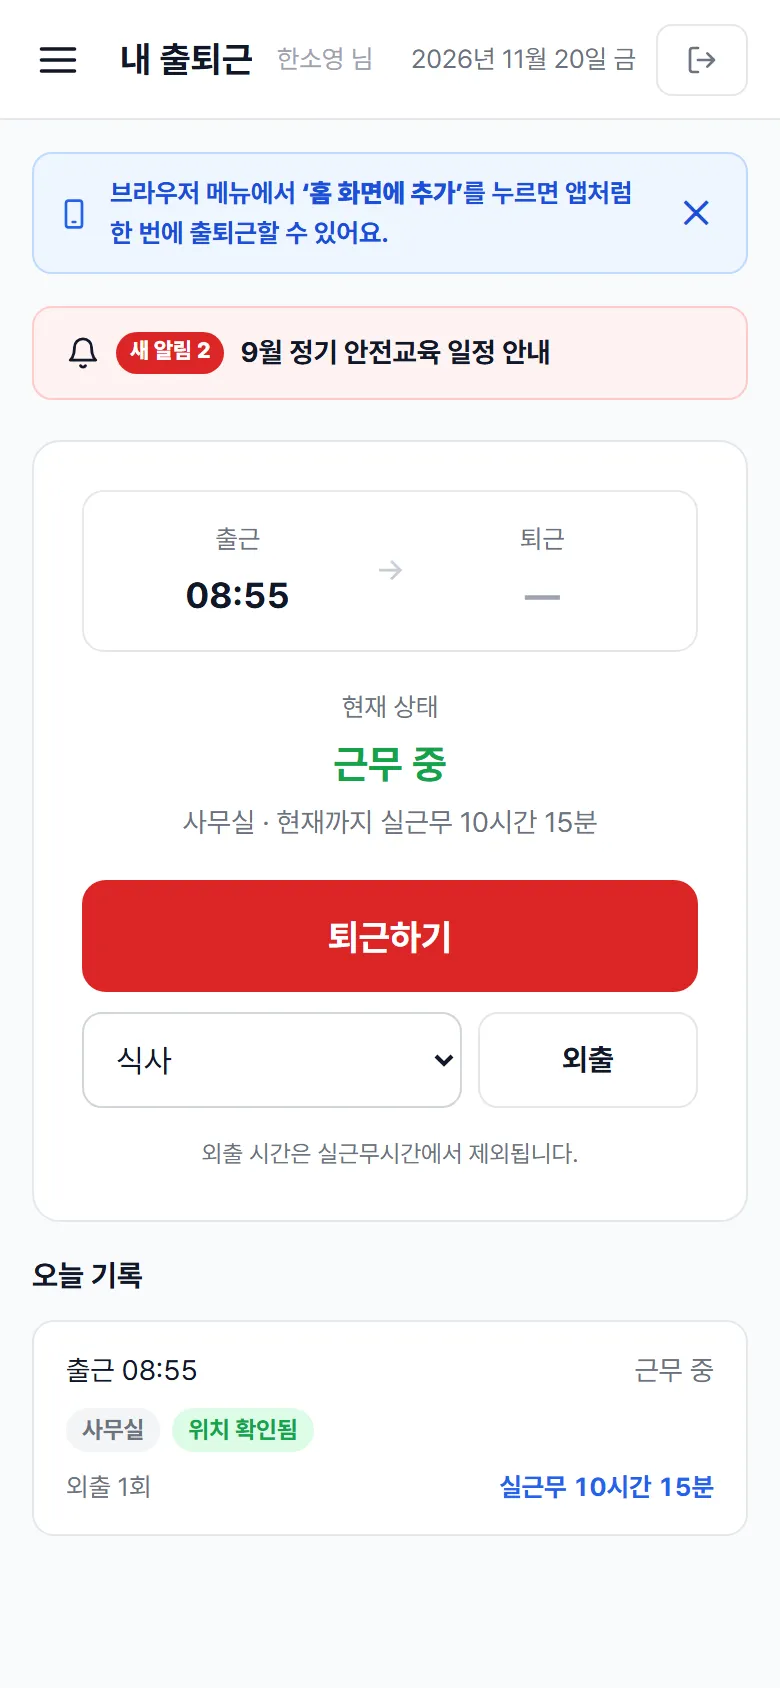 내 출퇴근 한소영 님 2026년 11월 20일 금
브라우저 메뉴에서 ‘홈 화면에 추가’를 누르면 앱처럼
한 번에 출퇴근할 수 있어요.
새 알림 2 9월 정기 안전교육 일정 안내
출근 → 퇴근
08:55 —
현재 상태
근무 중
사무실 · 현재까지 실근무 10시간 15분
퇴근하기
식사 외출
외출 시간은 실근무시간에서 제외됩니다.
오늘 기록
출근 08:55 근무 중
사무실 위치 확인됨
외출 1회 실근무 10시간 15분